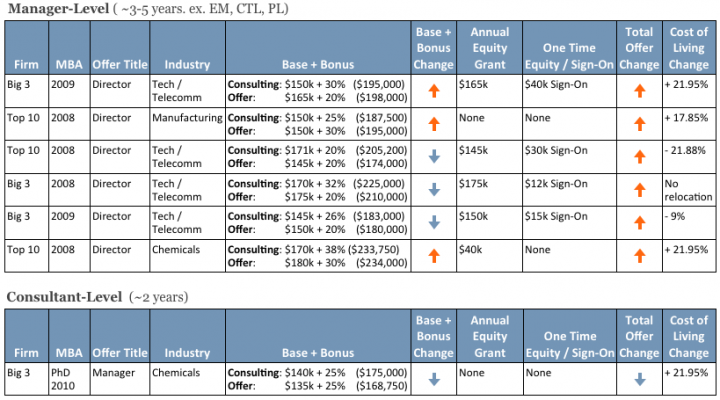 Manager-Level ( ~3-5 years. ex. EM, CTL, PL)
Firm MBA Offer Title Industry Base + Bonus Base + Bonus Change Annual Equity Grant One Time Equity / Sign-On Total Offer Change Cost of Living Change
Big 3 2009 Director Tech / Telecomm Consulting: $150k + 30% ($195,000) $165k $40k Sign-On + 21.95%
Offer: $165k + 20% ($198,000)
Top 10 2008 Director Manufacturing Consulting: $150k + 25% ($187,500) None None + 17.85%
Offer: $150k + 30% ($195,000)
Top 10 2008 Director Tech / Telecomm Consulting: $171k + 20% ($205,200) $145k $30k Sign-On - 21.88%
Offer: $145k + 20% ($174,000)
Big 3 2008 Director Tech / Telecomm Consulting: $170k + 32% ($225,000) $175k $12k Sign-On No relocation
Offer: $175k + 20% ($210,000)
Big 3 2009 Director Tech / Telecomm Consulting: $145k + 26% ($183,000) $150k $15k Sign-On - 9%
Offer: $150k + 20% ($180,000)
Top 10 2008 Director Chemicals Consulting: $170k + 38% ($233,750) $40k None + 21.95%
Offer: $180k + 30% ($234,000)
Consultant-Level (~2 years)
Firm MBA Offer Title Industry Base + Bonus Base + Bonus Change Annual Equity Grant One Time Equity / Sign-On Total Offer Change Cost of Living Change
Big 3 PhD 2010 Manager Chemicals Consulting: $140k + 25% ($175,000) None None + 21.95%
Offer: $135k + 25% ($168,750)